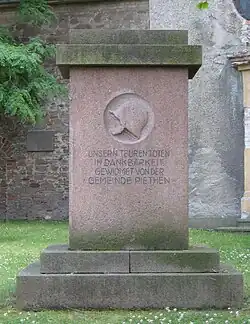 UNSERN TEUREN TOTEN
IN DANKBARKEIT
GEWIDMET VON DER
GEMEINDE PIETHEN